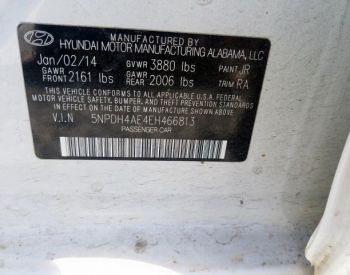 HYUNDAI MOTOR MANUFACTURING ALABAMA, LLC
Jan/02/14 GVWR 3880 lbs PAINT JR
GAWR FRONT 2161 lbs GAWR REAR 2006 lbs TRIM RA
THIS VEHICLE CONFORMS TO ALL APPLICABLE U.S. FEDERAL
MOTOR VEHICLE SAFETY, BUMPER, AND THEFT PREVENTION
STANDARDS IN EFFECT ON THE DATE OF MANUFACTURE SHOWN ABOVE.
V.I.N 5NPDH4AE4EH466813
PASSENGER CAR